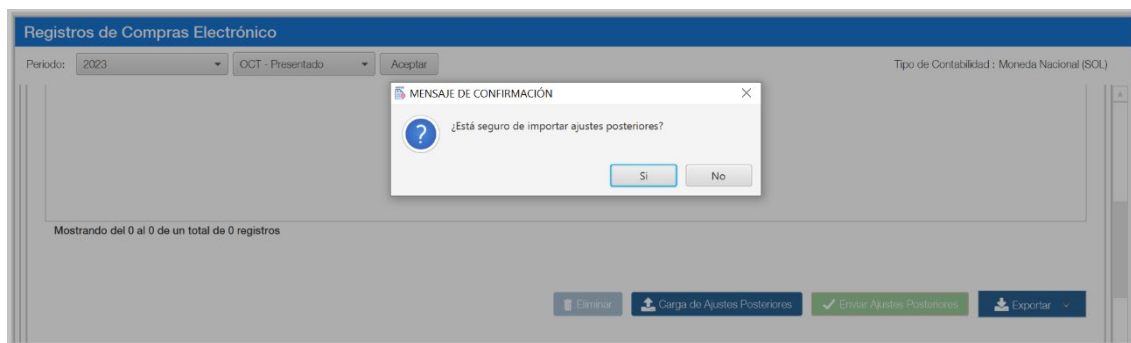 Registros de Compras Electrónico
Periodo: 2023 OCT - Presentado Aceptar Tipo de Contabilidad : Moneda Nacional (SOL)
MENSAJE DE CONFIRMACIÓN
¿Está seguro de importar ajustes posteriores?
Si No
Mostrando del 0 al 0 de un total de 0 registros
Eliminar Carga de Ajustes Posteriores Enviar Ajustes Posteriores Exportar